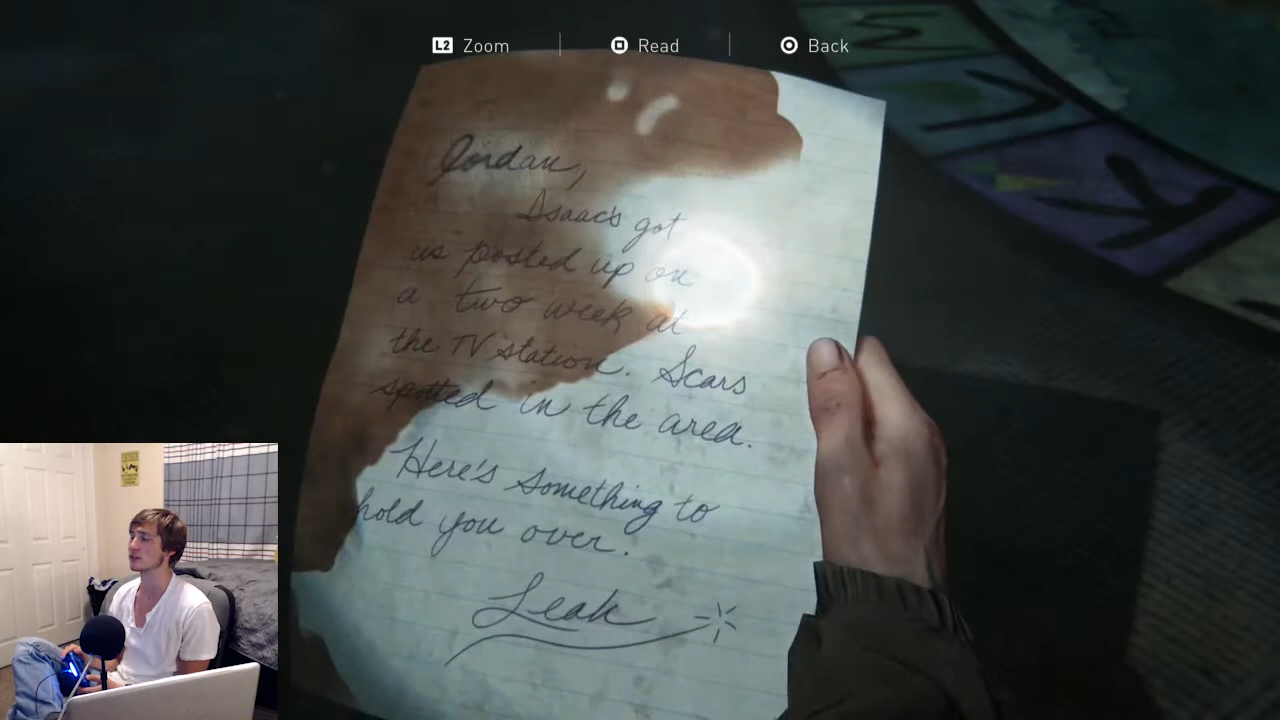 L2 Zoom | Read | Back
Jordan,
Isaac's got
us posted up on
a two week at
the TV station. Scars
spotted in the area.
Here's something to
hold you over.
Leah